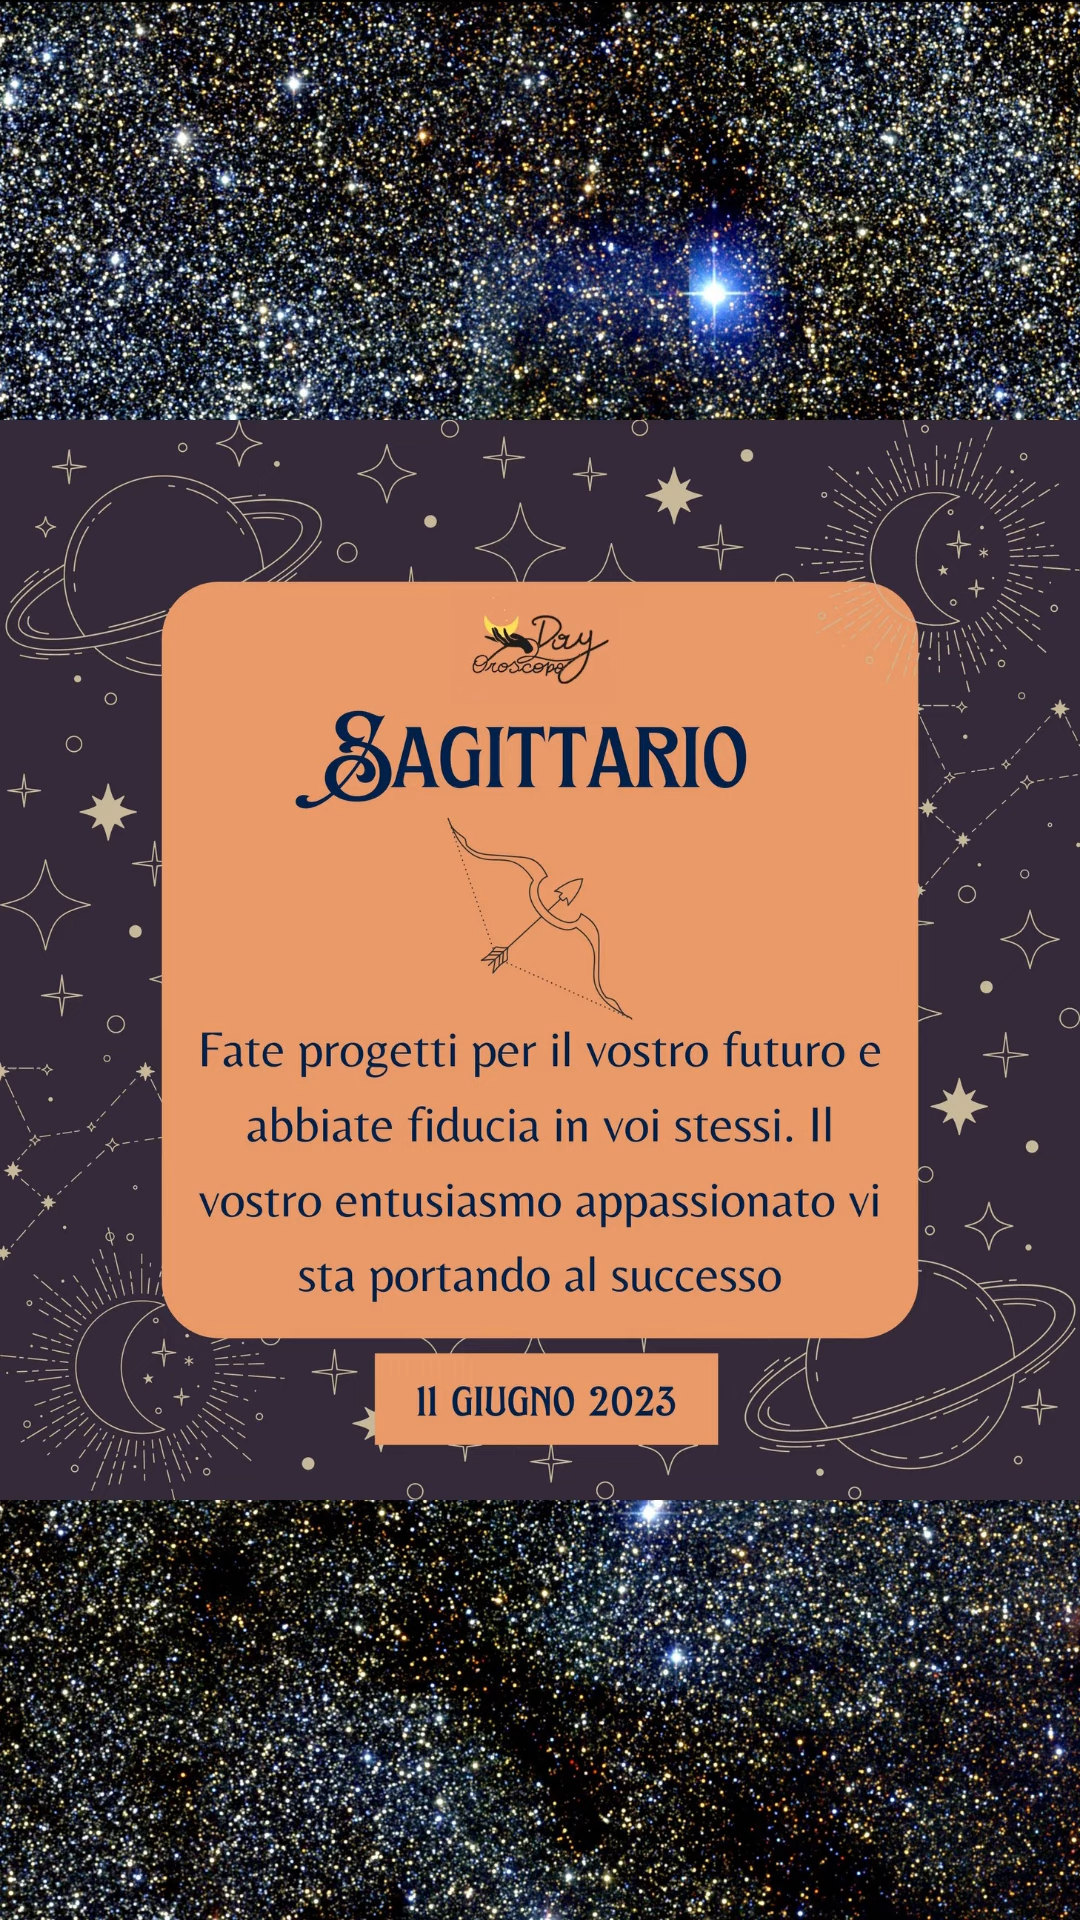 Day
Oroscopo
SAGITTARIO
Fate progetti per il vostro futuro e
abbiate fiducia in voi stessi. Il
vostro entusiasmo appassionato vi
sta portando al successo
11 GIUGNO 2023